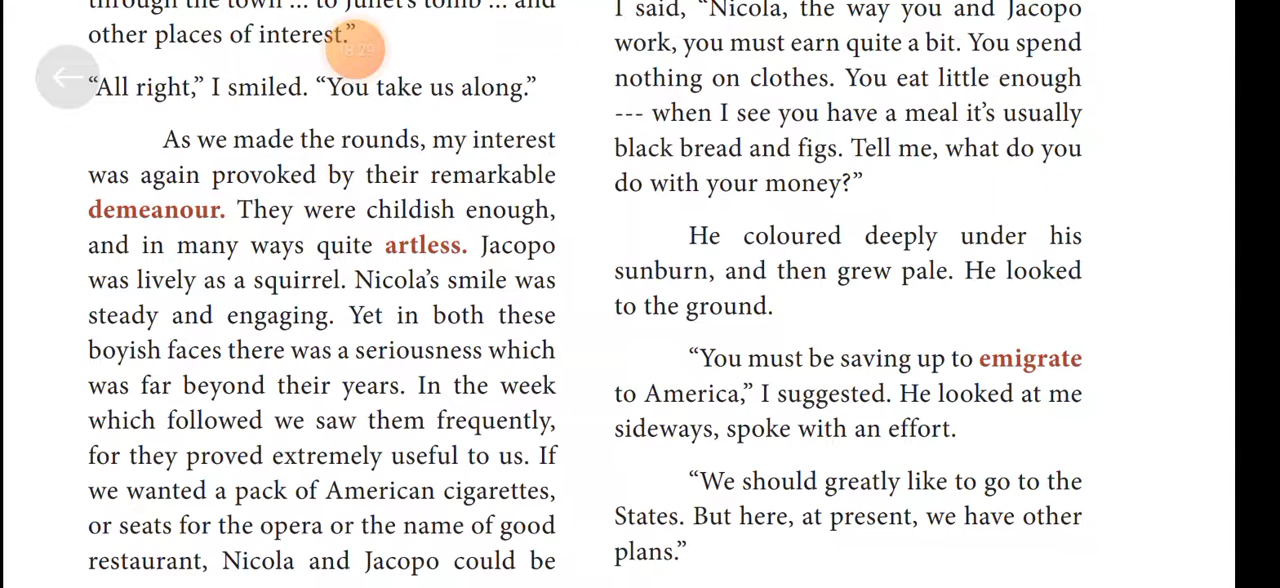 through the town ... to Juliet's tomb ... and
other places of interest.”
18:29
“All right,” I smiled. “You take us along.”
As we made the rounds, my interest
was again provoked by their remarkable
demeanour. They were childish enough,
and in many ways quite artless. Jacopo
was lively as a squirrel. Nicola’s smile was
steady and engaging. Yet in both these
boyish faces there was a seriousness which
was far beyond their years. In the week
which followed we saw them frequently,
for they proved extremely useful to us. If
we wanted a pack of American cigarettes,
or seats for the opera or the name of good
restaurant, Nicola and Jacopo could be
I said, “Nicola, the way you and Jacopo
work, you must earn quite a bit. You spend
nothing on clothes. You eat little enough
--- when I see you have a meal it’s usually
black bread and figs. Tell me, what do you
do with your money?”
He coloured deeply under his
sunburn, and then grew pale. He looked
to the ground.
“You must be saving up to emigrate
to America,” I suggested. He looked at me
sideways, spoke with an effort.
“We should greatly like to go to the
States. But here, at present, we have other
plans.”